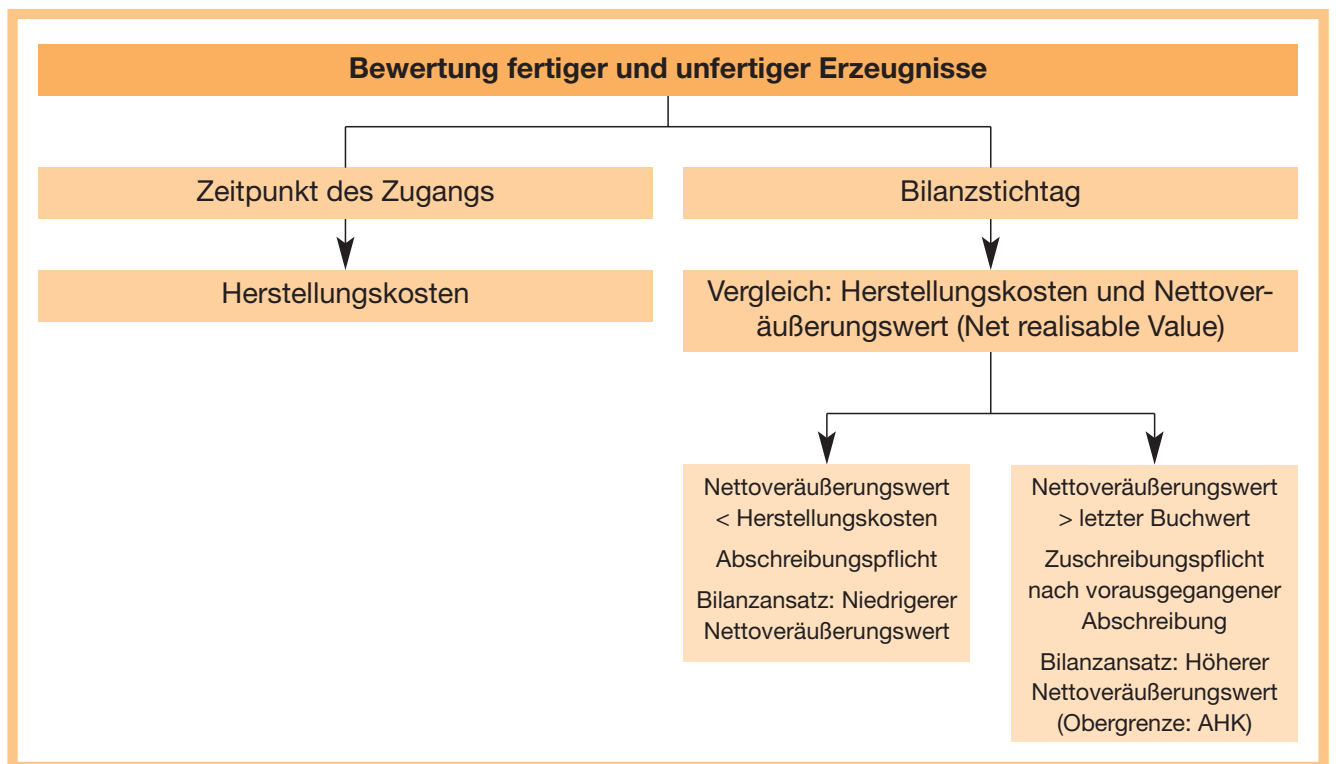 Bewertung fertiger und unfertiger Erzeugnisse
Zeitpunkt des Zugangs
Herstellungskosten
Bilanzstichtag
Vergleich: Herstellungskosten und Nettover-
äußerungswert (Net realisable Value)
Nettoveräußerungswert
< Herstellungskosten
Abschreibungspflicht
Bilanzansatz: Niedrigerer
Nettoveräußerungswert
Nettoveräußerungswert
> letzter Buchwert
Zuschreibungspflicht
nach vorausgegangener
Abschreibung
Bilanzansatz: Höherer
Nettoveräußerungswert
(Obergrenze: AHK)